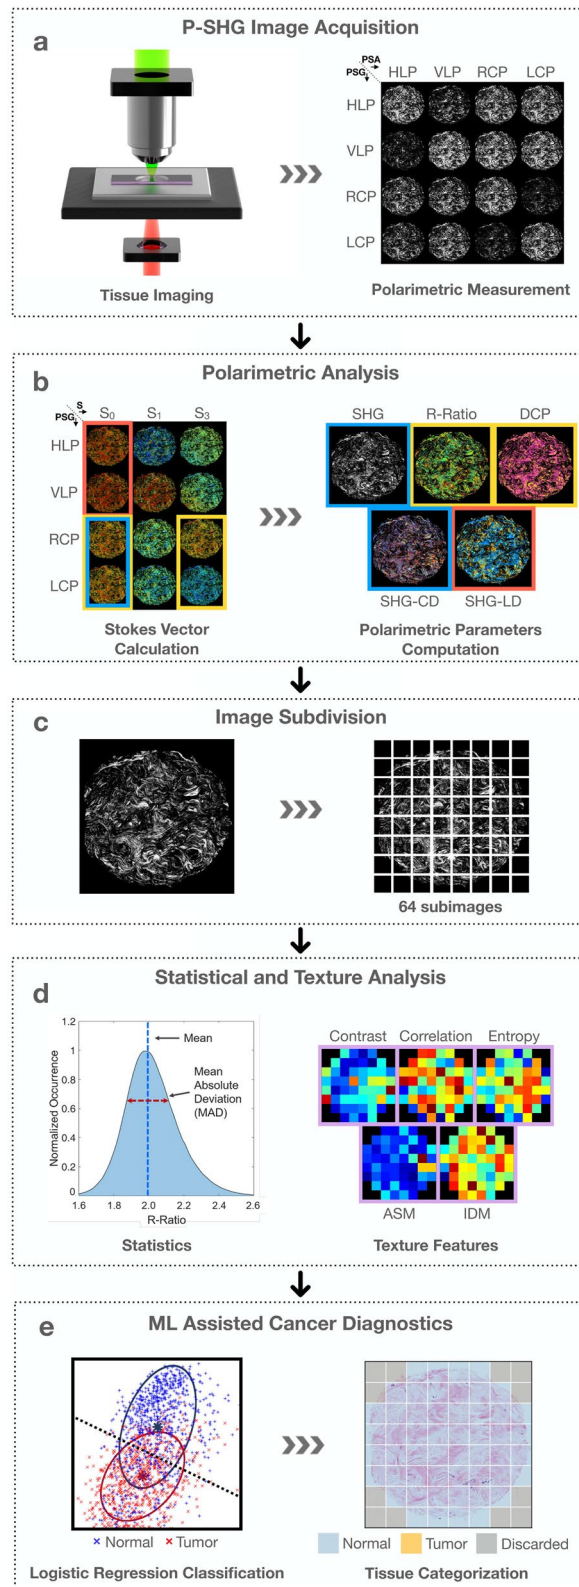 P-SHG Image Acquisition
a
PSA
PSG
HLP VLP RCP LCP
HLP
VLP
RCP
LCP
Tissue Imaging
Polarimetric Measurement
Polarimetric Analysis
b
S
PSG
S₀ S₁ S₃
HLP
VLP
RCP
LCP
Stokes Vector
Calculation
SHG R-Ratio DCP
SHG-CD SHG-LD
Polarimetric Parameters
Computation
Image Subdivision
c
64 subimages
Statistical and Texture Analysis
d
1.2
1
0.8
0.6
0.4
0.2
0
Normalized Occurrence
Mean
Mean
Absolute
Deviation
(MAD)
1.6 1.8 2.0 2.2 2.4 2.6
R-Ratio
Statistics
Contrast Correlation Entropy
ASM IDM
Texture Features
ML Assisted Cancer Diagnostics
e
× Normal × Tumor
Logistic Regression Classification
Normal Tumor Discarded
Tissue Categorization